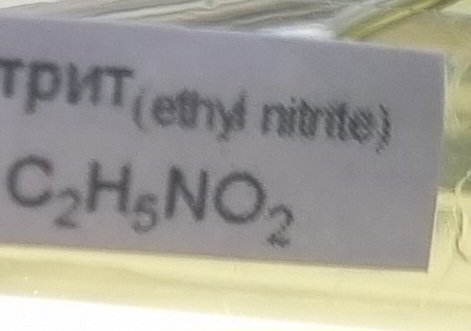 трит(ethyl nitrite)
C₂H₅NO₂